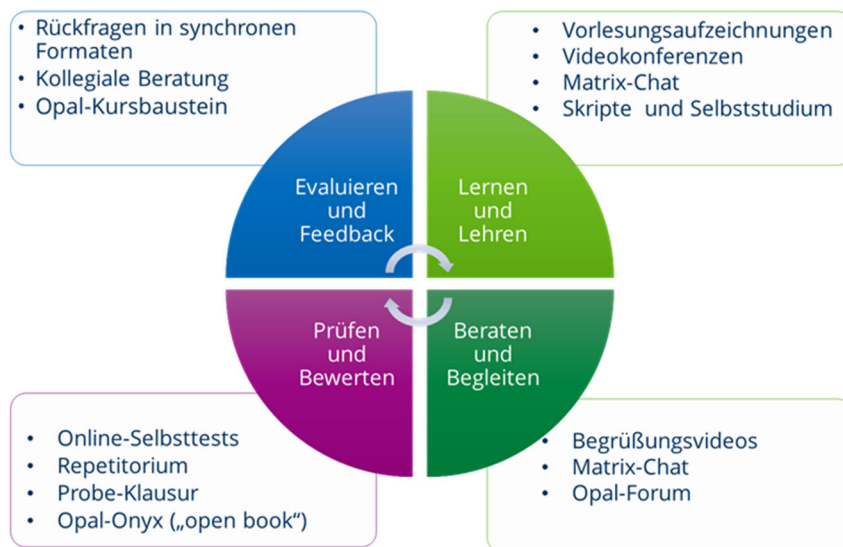 • Rückfragen in synchronen
Formaten
• Kollegiale Beratung
• Opal-Kursbaustein
• Vorlesungsaufzeichnungen
• Videokonferenzen
• Matrix-Chat
• Skripte und Selbststudium
Evaluieren
und
Feedback
Lernen
und
Lehren
Prüfen
und
Bewerten
Beraten
und
Begleiten
• Online-Selbsttests
• Repetitorium
• Probe-Klausur
• Opal-Onyx („open book“)
• Begrüßungsvideos
• Matrix-Chat
• Opal-Forum